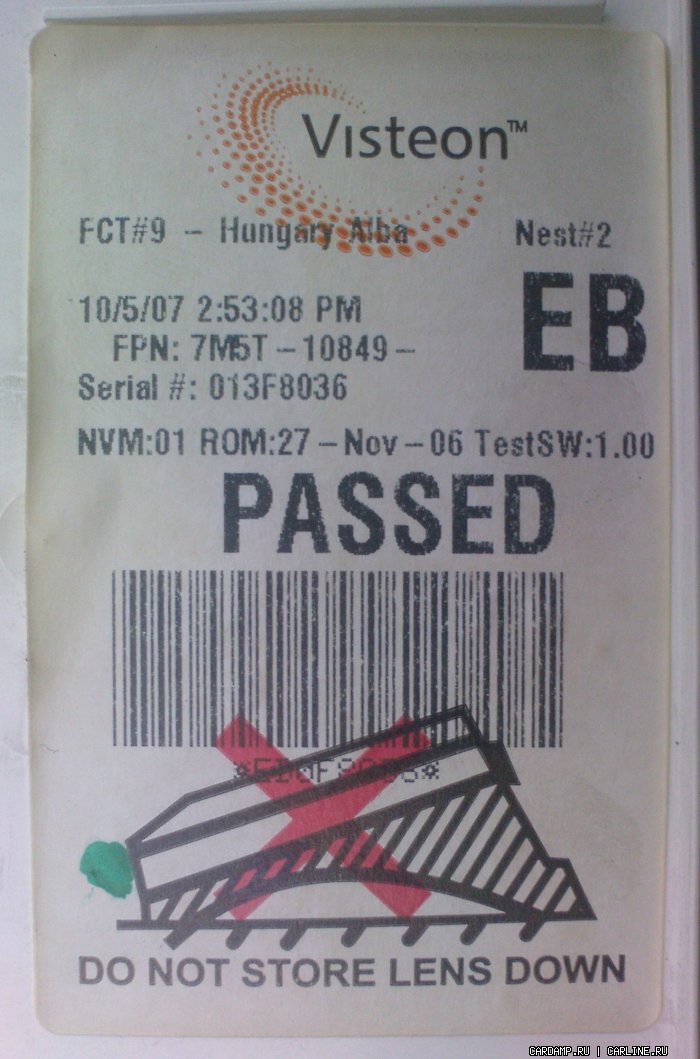 Visteon™
FCT#9 - Hungary Alba Nest#2
10/5/07 2:53:08 PM
EB
FPN: 7M5T-10849-
Serial #: 013F8036
NVM:01 ROM:27-Nov-06 TestSW:1.00
PASSED
DO NOT STORE LENS DOWN
CARDAMP.RU | CARLINE.RU